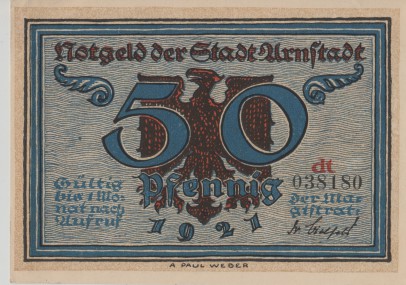 Notgeld der Stadt Arnstadt
50
Pfennig
dt
038180
Gültig
bis 1 Mo=
nat nach
Aufruf
der Ma=
gistrat:
1921
A PAUL WEBER